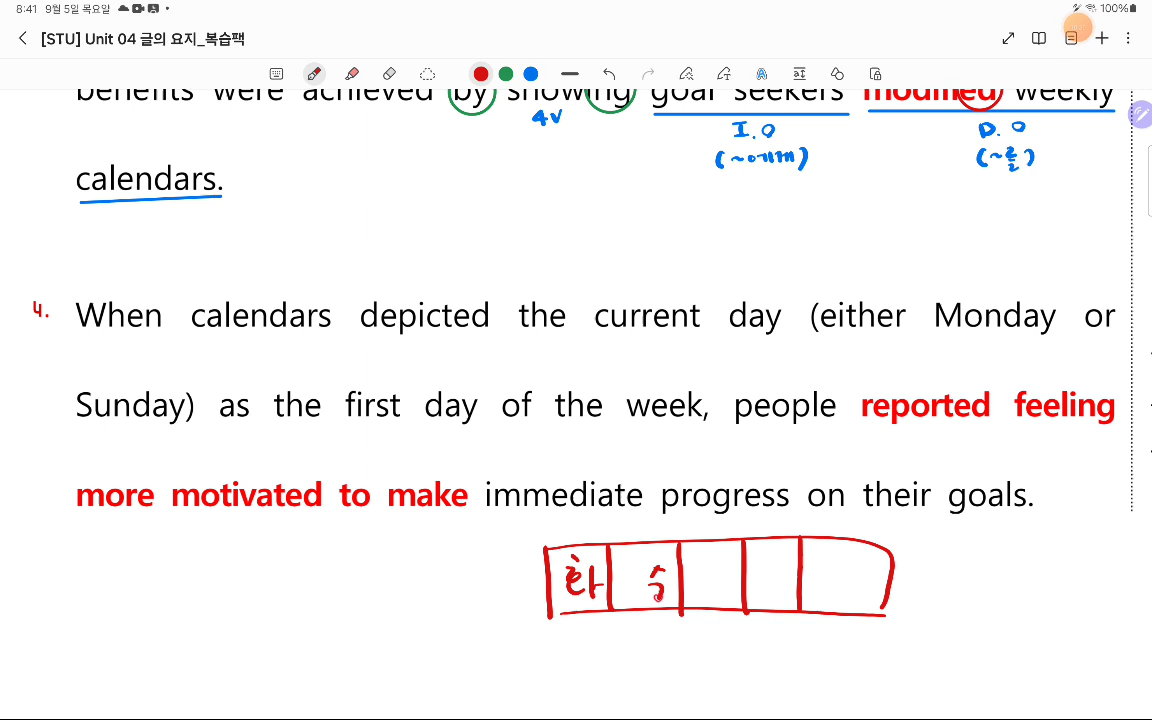 8:41 9월 5일 목요일 100%
[STU] Unit 04 글의 요지_복습팩
benefits were achieved by showing goal seekers modified weekly
4V I.O D.O
(~에게) (~을)
calendars.
4. When calendars depicted the current day (either Monday or
Sunday) as the first day of the week, people reported feeling
more motivated to make immediate progress on their goals.
화 수